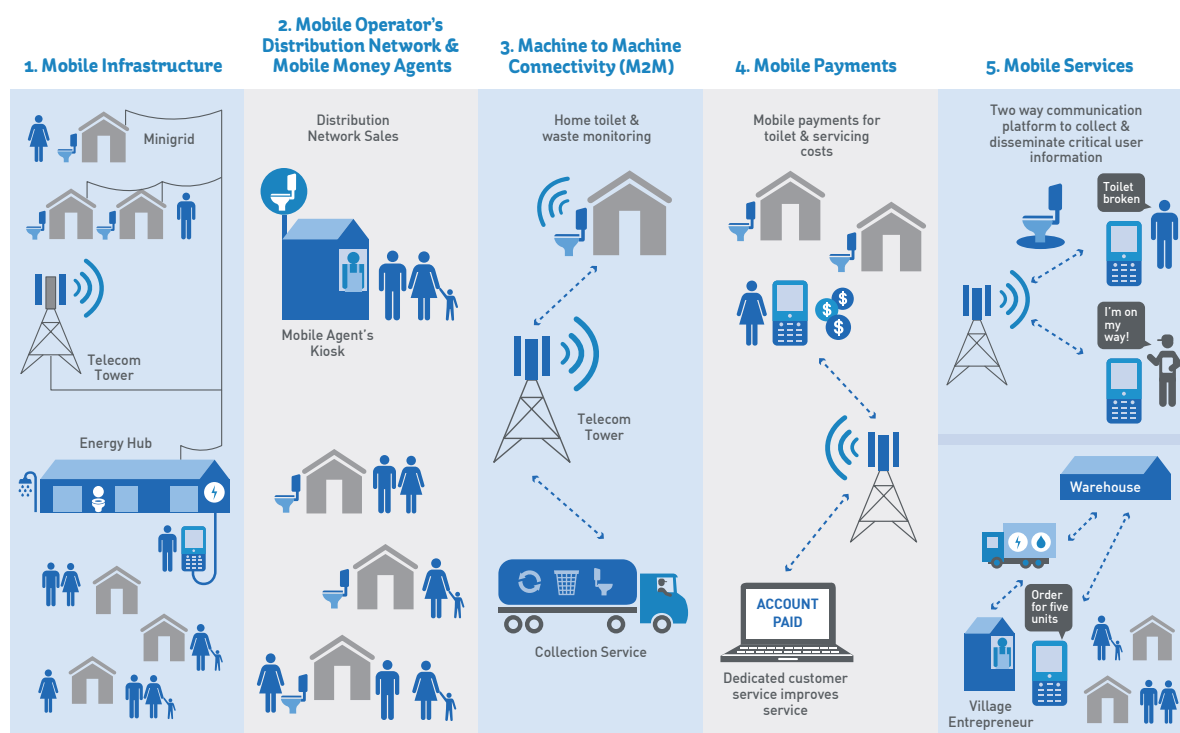 1. Mobile Infrastructure
2. Mobile Operator's
Distribution Network &
Mobile Money Agents
3. Machine to Machine
Connectivity (M2M)
4. Mobile Payments
5. Mobile Services
Minigrid
Telecom
Tower
Energy Hub
Distribution
Network Sales
Mobile Agent's
Kiosk
Home toilet &
waste monitoring
Telecom
Tower
Collection Service
Mobile payments for
toilet & servicing
costs
$
$
$
ACCOUNT
PAID
Dedicated customer
service improves
service
Two way communication
platform to collect &
disseminate critical user
information
Toilet
broken
I'm on
my
way!
Warehouse
Order
for five
units
Village
Entrepreneur